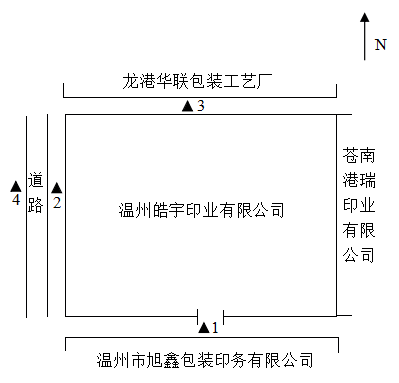 N
龙港华联包装工艺厂
▲3
▲4
道路
▲2
温州皓宇印业有限公司
苍南
港瑞
印业
有限
公司
▲1
温州市旭鑫包装印务有限公司